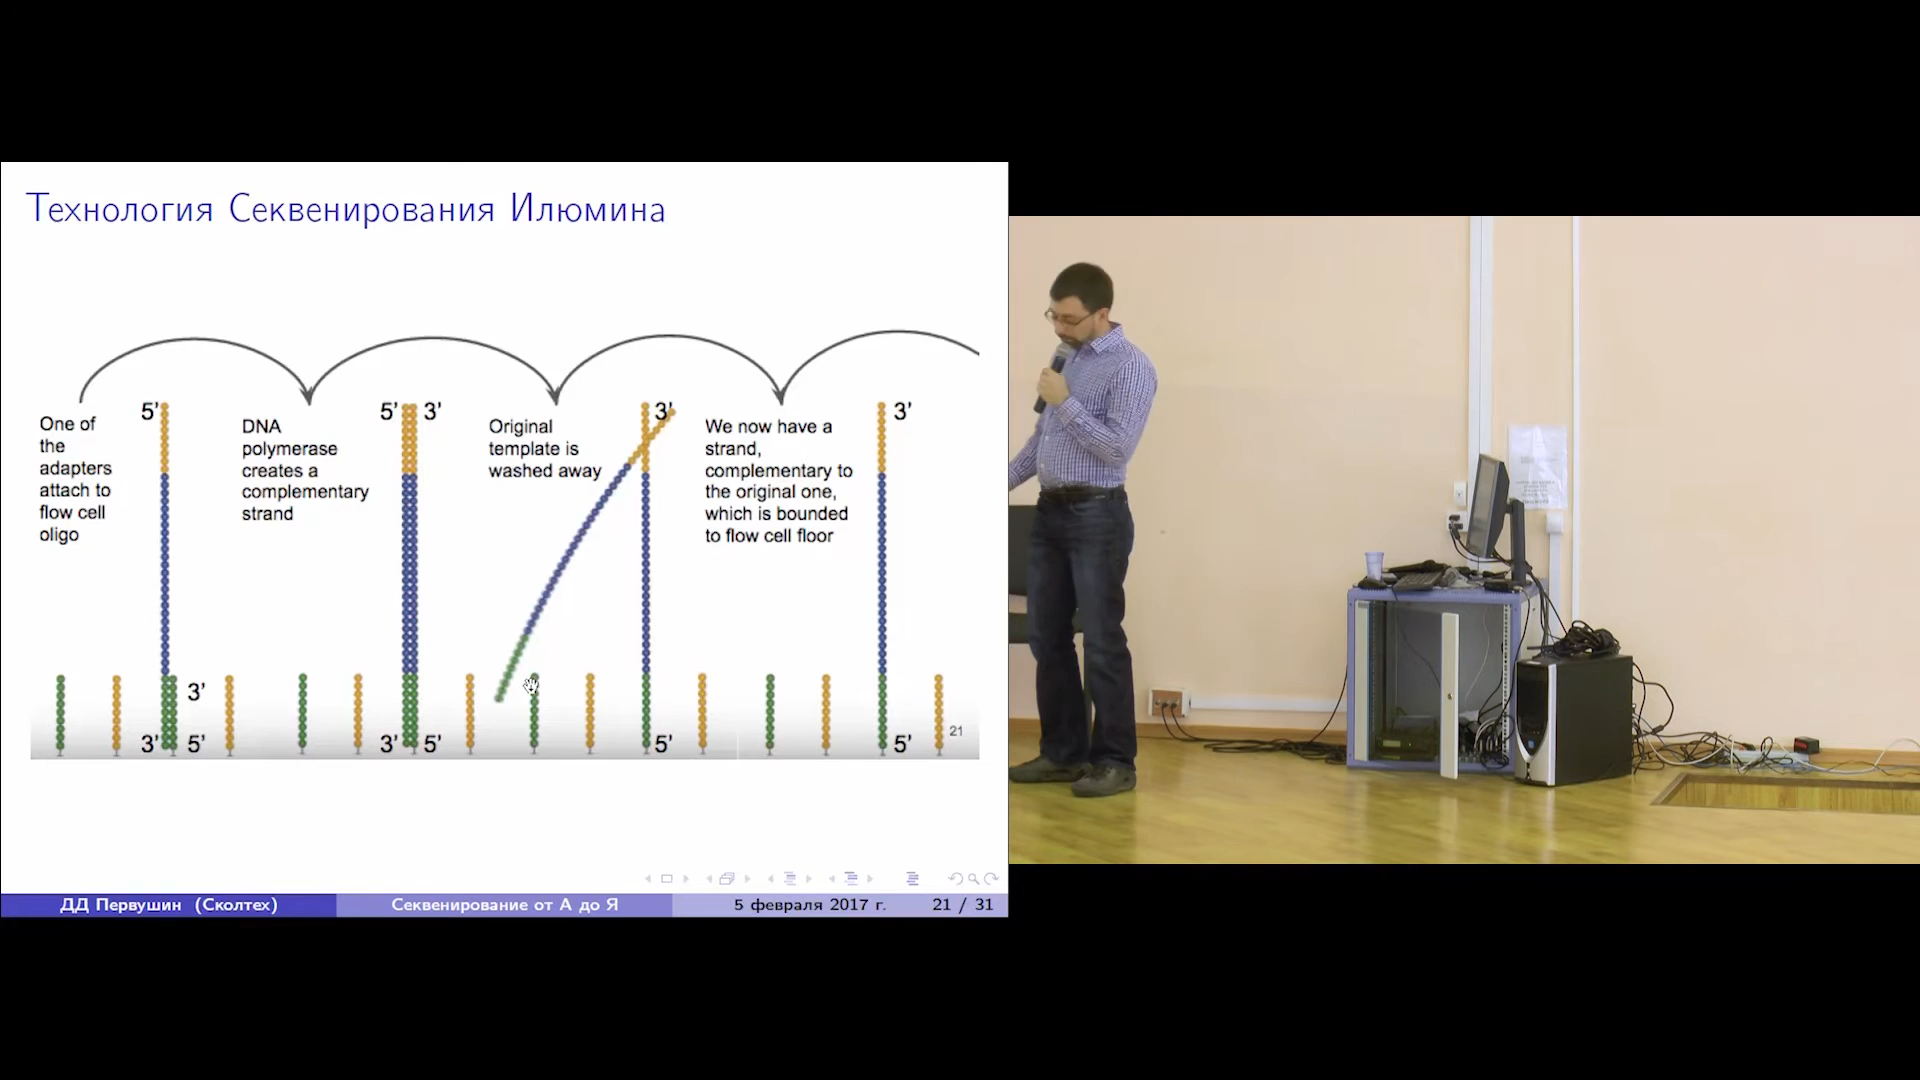 Технология Секвенирования Илюмина
5’
5’
3’
3’
3’
One of
the
adapters
attach to
flow cell
oligo
DNA
polymerase
creates a
complementary
strand
Original
template is
washed away
We now have a
strand,
complementary to
the original one,
which is bounded
to flow cell floor
3’
3’
5’
3’
5’
5’
5’
21
ДД Первушин (Сколтех)
Секвенирование от А до Я
5 февраля 2017 г.
21 / 31